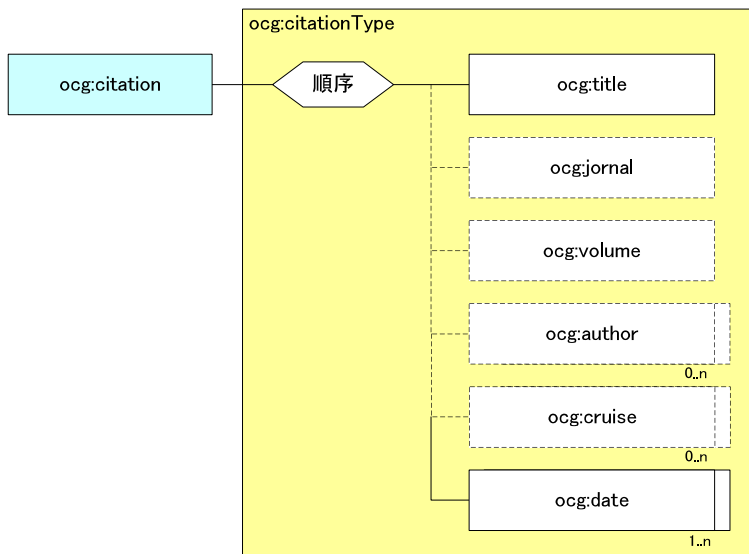 ocg:citationType
ocg:citation
順序
ocg:title
ocg:jornal
ocg:volume
ocg:author
0..n
ocg:cruise
0..n
ocg:date
1..n